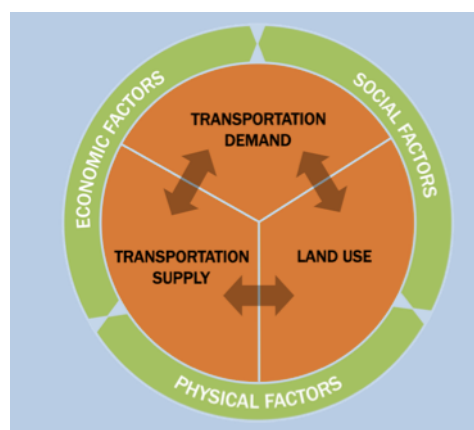 ECONOMIC FACTORS
SOCIAL FACTORS
TRANSPORTATION
DEMAND
TRANSPORTATION
SUPPLY
LAND USE
PHYSICAL FACTORS